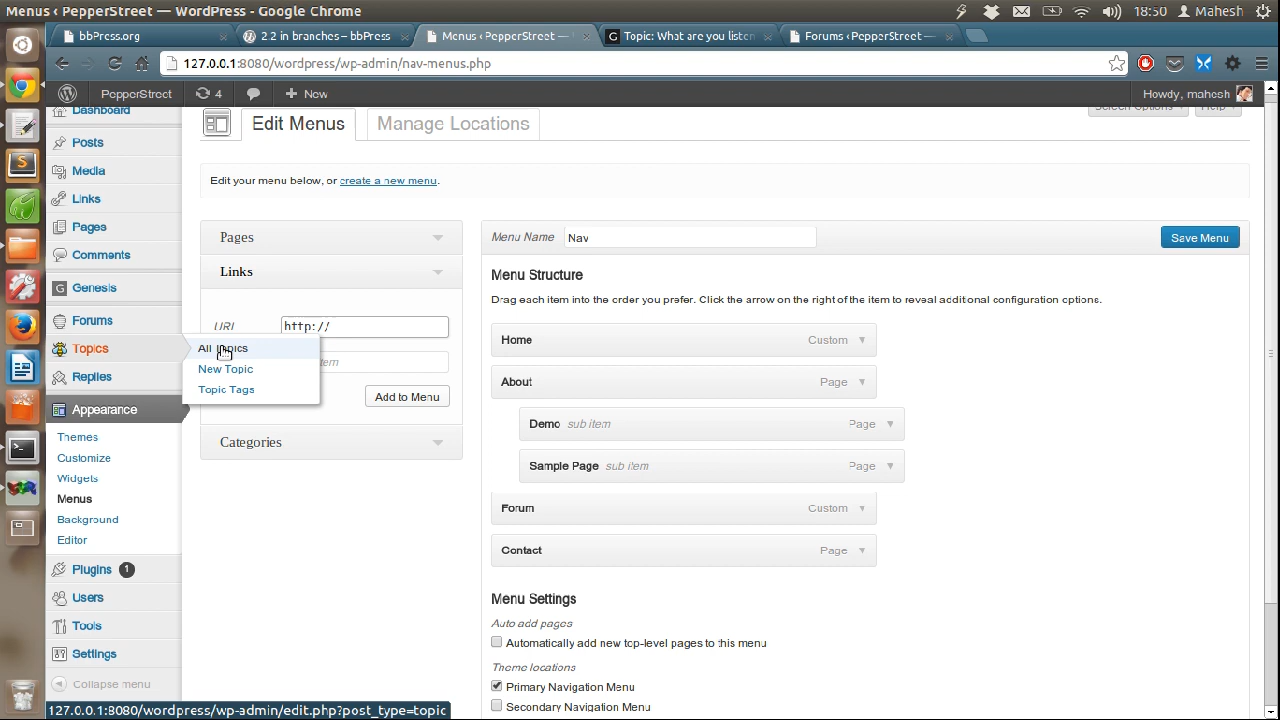 Menus ‹ PepperStreet — WordPress - Google Chrome
18:50 Mahesh
bbPress.org
2.2 in branches – bbPress
Menus ‹ PepperStreet —
Topic: What are you listen
Forums ‹ PepperStreet —
127.0.0.1:8080/wordpress/wp-admin/nav-menus.php
PepperStreet
4
New
Howdy, mahesh
Dashboard
Posts
Media
Links
Pages
Comments
Genesis
Forums
Topics
Replies
Appearance
Themes
Customize
Widgets
Menus
Background
Editor
Plugins 1
Users
Tools
Settings
Collapse menu
All Topics
New Topic
Topic Tags
Edit Menus
Manage Locations
Screen Options
Help
Edit your menu below, or create a new menu.
Pages
Links
URL
http://
item
Add to Menu
Categories
Menu Name Nav
Save Menu
Menu Structure
Drag each item into the order you prefer. Click the arrow on the right of the item to reveal additional configuration options.
Home Custom
About Page
Demo sub item Page
Sample Page sub item Page
Forum Custom
Contact Page
Menu Settings
Auto add pages
Automatically add new top-level pages to this menu
Theme locations
Primary Navigation Menu
Secondary Navigation Menu
127.0.0.1:8080/wordpress/wp-admin/edit.php?post_type=topic